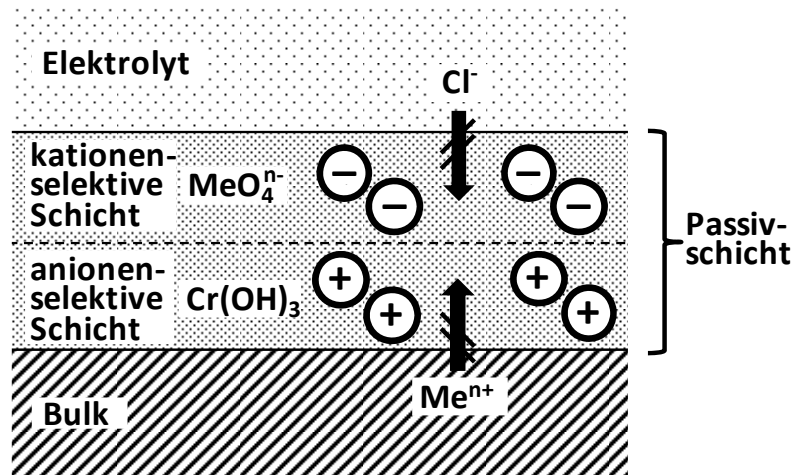 Elektrolyt
Cl⁻
kationen-
selektive
Schicht
MeO₄ⁿ⁻
− − − −
Passiv-
schicht
anionen-
selektive
Schicht
Cr(OH)₃
+ + + +
Meⁿ⁺
Bulk